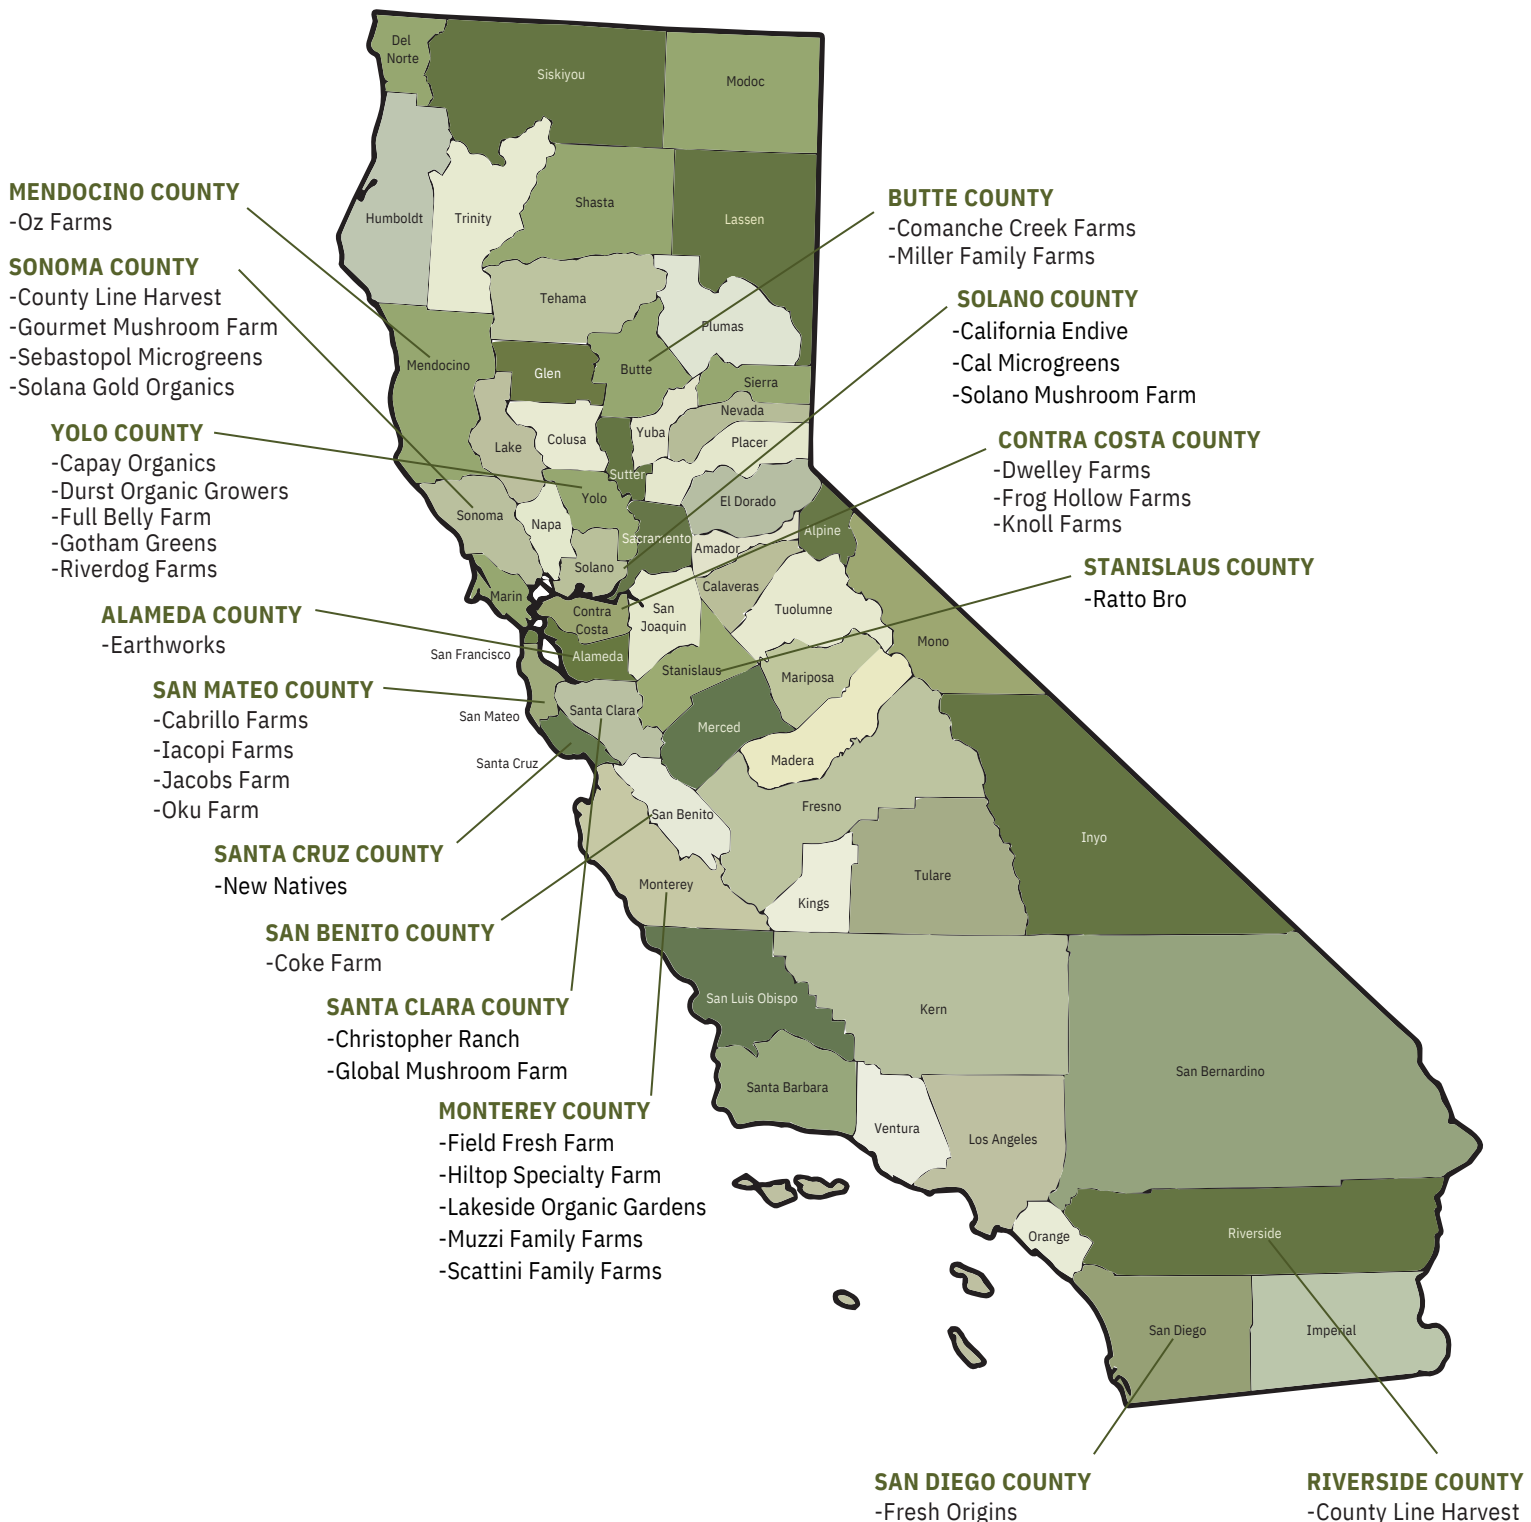 MENDOCINO COUNTY
-Oz Farms
SONOMA COUNTY
-County Line Harvest
-Gourmet Mushroom Farm
-Sebastopol Microgreens
-Solana Gold Organics
YOLO COUNTY
-Capay Organics
-Durst Organic Growers
-Full Belly Farm
-Gotham Greens
-Riverdog Farms
ALAMEDA COUNTY
-Earthworks
SAN MATEO COUNTY
-Cabrillo Farms
-Iacopi Farms
-Jacobs Farm
-Oku Farm
SANTA CRUZ COUNTY
-New Natives
SAN BENITO COUNTY
-Coke Farm
SANTA CLARA COUNTY
-Christopher Ranch
-Global Mushroom Farm
MONTEREY COUNTY
-Field Fresh Farm
-Hiltop Specialty Farm
-Lakeside Organic Gardens
-Muzzi Family Farms
-Scattini Family Farms
BUTTE COUNTY
-Comanche Creek Farms
-Miller Family Farms
SOLANO COUNTY
-California Endive
-Cal Microgreens
-Solano Mushroom Farm
CONTRA COSTA COUNTY
-Dwelley Farms
-Frog Hollow Farms
-Knoll Farms
STANISLAUS COUNTY
-Ratto Bro
SAN DIEGO COUNTY
-Fresh Origins
RIVERSIDE COUNTY
-County Line Harvest
Del
Norte
Siskiyou
Modoc
Humboldt
Trinity
Shasta
Lassen
Tehama
Plumas
Mendocino
Glen
Butte
Sierra
Nevada
Lake
Colusa
Yuba
Placer
Sutter
Sonoma
Napa
Yolo
El Dorado
Sacramento
Amador
Alpine
Solano
Calaveras
Marin
Contra
Costa
San
Joaquin
Tuolumne
Mono
San Francisco
Alameda
Stanislaus
Mariposa
San Mateo
Santa Clara
Merced
Santa Cruz
Madera
San Benito
Fresno
Inyo
Monterey
Kings
Tulare
San Luis Obispo
Kern
San Bernardino
Santa Barbara
Ventura
Los Angeles
Orange
Riverside
San Diego
Imperial